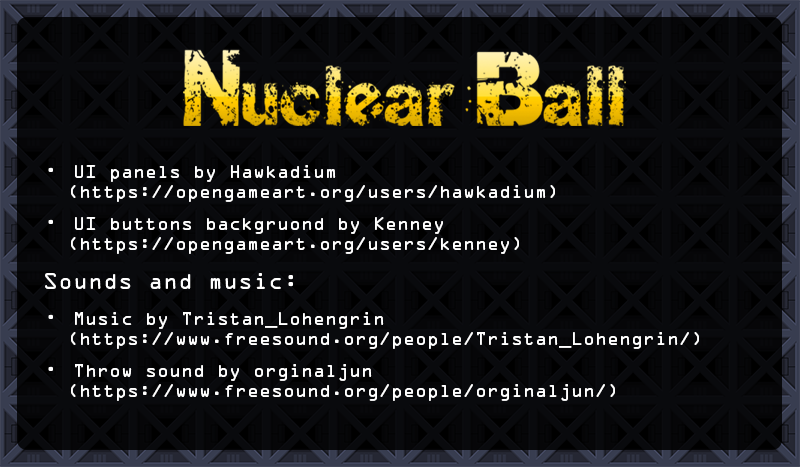 Nuclear Ball
· UI panels by Hawkadium
(https://opengameart.org/users/hawkadium)
· UI buttons backgruond by Kenney
(https://opengameart.org/users/kenney)
Sounds and music:
· Music by Tristan_Lohengrin
(https://www.freesound.org/people/Tristan_Lohengrin/)
· Throw sound by orginaljun
(https://www.freesound.org/people/orginaljun/)